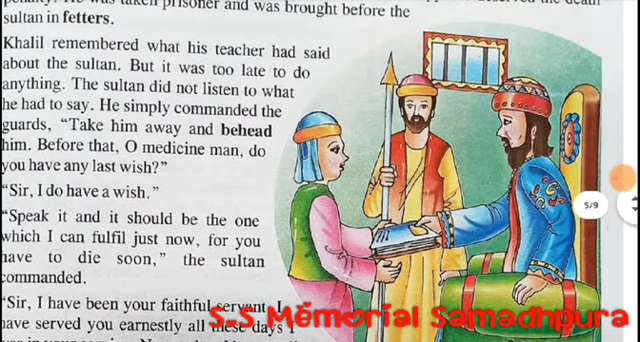 taken prisoner and was brought before the
sultan in fetters.
Khalil remembered what his teacher had said
about the sultan. But it was too late to do
anything. The sultan did not listen to what
he had to say. He simply commanded the
guards, “Take him away and behead
him. Before that, O medicine man, do
you have any last wish?”
“Sir, I do have a wish.”
“Speak it and it should be the one
which I can fulfil just now, for you
have to die soon,” the sultan
commanded.
“Sir, I have been your faithful servant. I
have served you earnestly all these days I
5/9
S.S Memorial Samadhpura